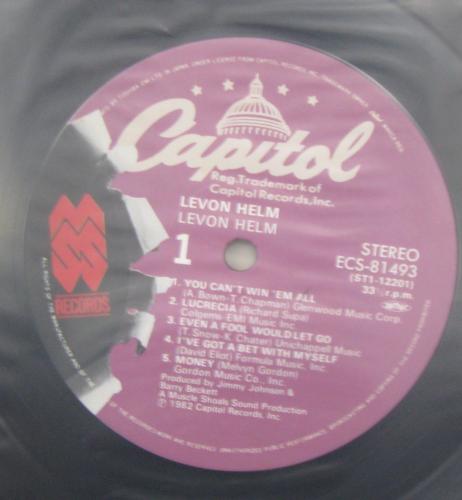 Capitol
Reg. Trademark of
Capitol Records, Inc.
LEVON HELM
LEVON HELM
1
STEREO
ECS-81493
(ST1-12201)
33 r.p.m.
RECORDS
1. YOU CAN'T WIN 'EM ALL
(A. Bown-T. Chapman) Glenwood Music Corp.
2. LUCRECIA (Richard Supa)
Colgems-EMI Music Inc.
3. EVEN A FOOL WOULD LET GO
(T. Snow-K. Chater) Unichappell Music
4. I'VE GOT A BET WITH MYSELF
(David Eliot) Formula Music, Inc.
5. MONEY (Melvyn Gordon)
Gordon Music Co., Inc.
Produced by Jimmy Johnson &
Barry Beckett
A Muscle Shoals Sound Production
℗ 1982 Capitol Records, Inc